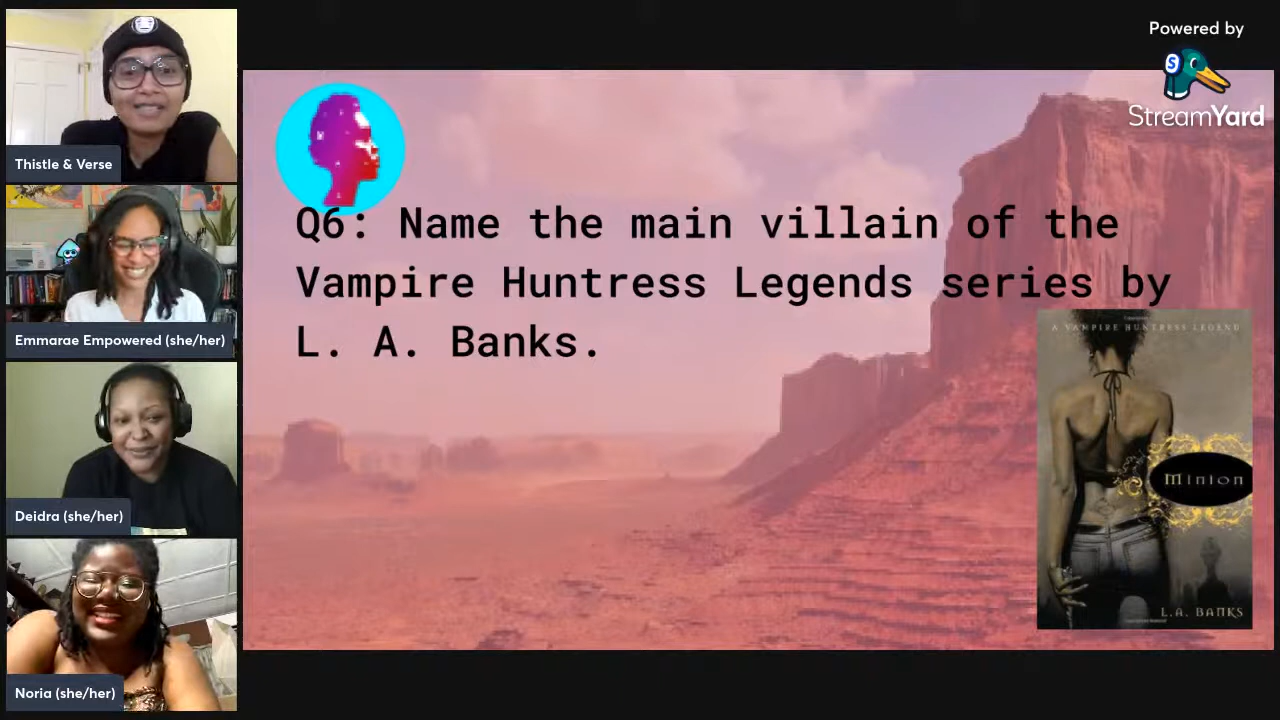 Powered by
S
StreamYard
Thistle & Verse
Emmarae Empowered (she/her)
Deidra (she/her)
Noria (she/her)
Q6: Name the main villain of the
Vampire Huntress Legends series by
L. A. Banks.
A VAMPIRE HUNTRESS LEGEND
Minion
L.A. BANKS